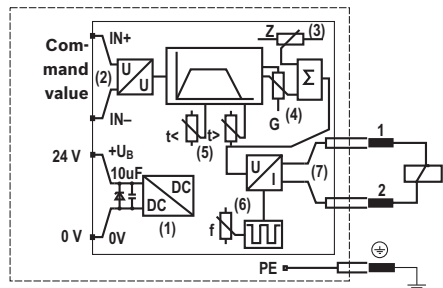 Z (3)
Com-
mand
value
IN+
(2)
U
U
Σ
IN–
t<
t>
(5)
G
(4)
24 V
+UB
10uF
DC
DC
(1)
0 V
0V
U
I
(7)
1
2
f
(6)
PE